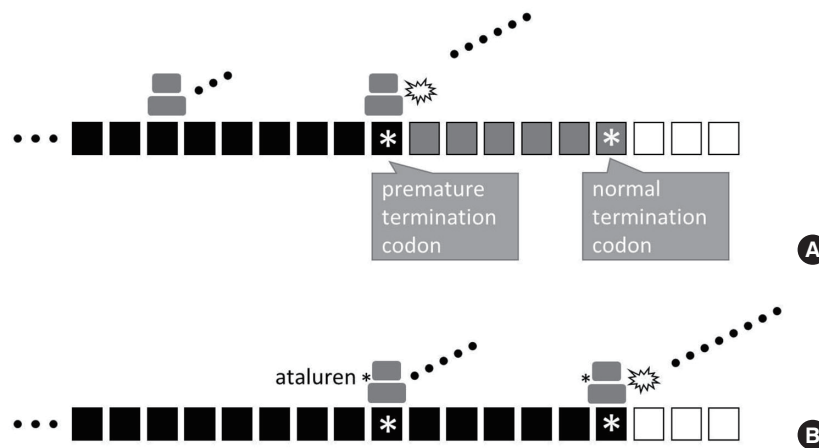 * *
premature
termination
codon
normal
termination
codon
A
ataluren * *
* *
B